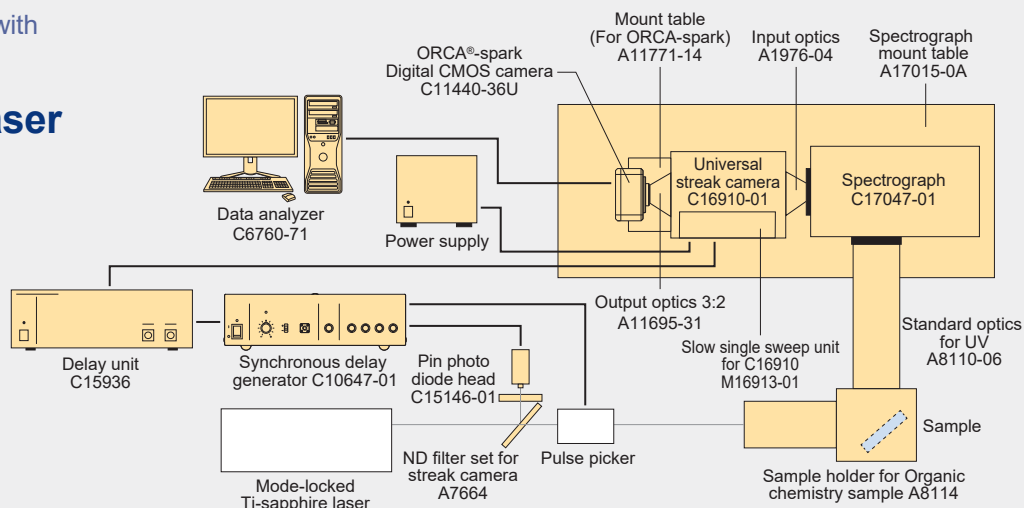 with
aser
ORCA®-spark
Digital CMOS camera
C11440-36U
Mount table
(For ORCA-spark)
A11771-14
Input optics
A1976-04
Spectrograph
mount table
A17015-0A
Data analyzer
C6760-71
Power supply
Universal
streak camera
C16910-01
Spectrograph
C17047-01
Output optics 3:2
A11695-31
Slow single sweep unit
for C16910
M16913-01
Standard optics
for UV
A8110-06
Delay unit
C15936
Synchronous delay
generator C10647-01
Pin photo
diode head
C15146-01
Mode-locked
Ti-sapphire laser
ND filter set for
streak camera
A7664
Pulse picker
Sample
Sample holder for Organic
chemistry sample A8114